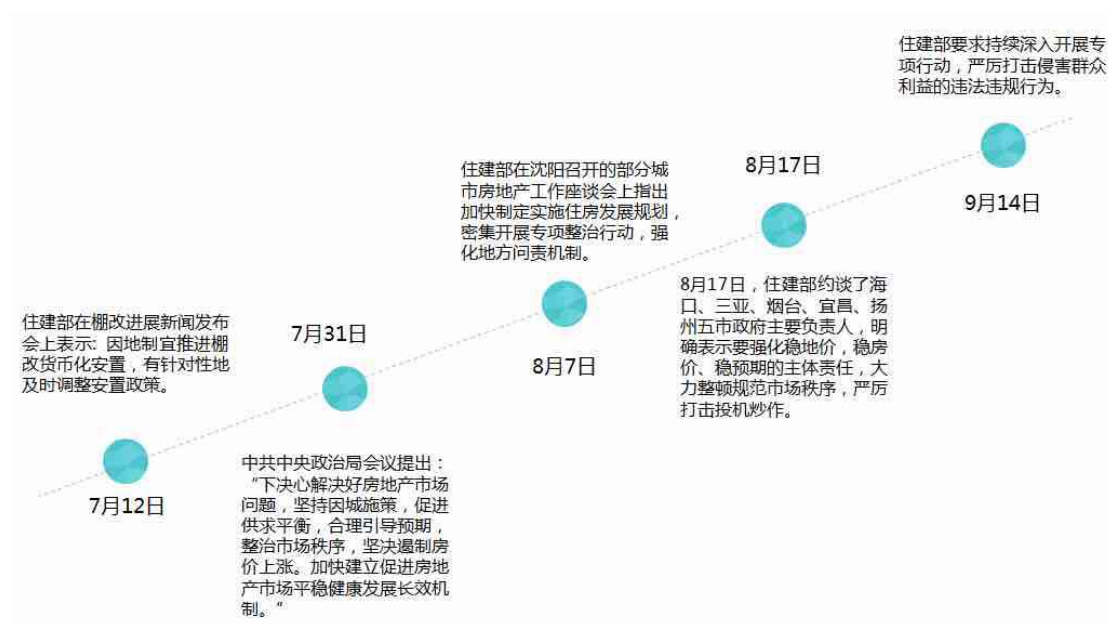 住建部在棚改进展新闻发布
会上表示: 因地制宜推进棚
改货币化安置，有针对性地
及时调整安置政策。
7月12日
7月31日
中共中央政治局会议提出：
“下决心解决好房地产市场
问题，坚持因城施策，促进
供求平衡，合理引导预期，
整治市场秩序，坚决遏制房
价上涨。加快建立促进房地
产市场平稳健康发展长效机
制。”
住建部在沈阳召开的部分城
市房地产工作座谈会上指出
加快制定实施住房发展规划，
密集开展专项整治行动，强
化地方问责机制。
8月7日
8月17日
8月17日，住建部约谈了海
口、三亚、烟台、宜昌、扬
州五市政府主要负责人，明
确表示要强化稳地价，稳房
价、稳预期的主体责任，大
力整顿规范市场秩序，严厉
打击投机炒作。
住建部要求持续深入开展专
项行动，严厉打击侵害群众
利益的违法违规行为。
9月14日